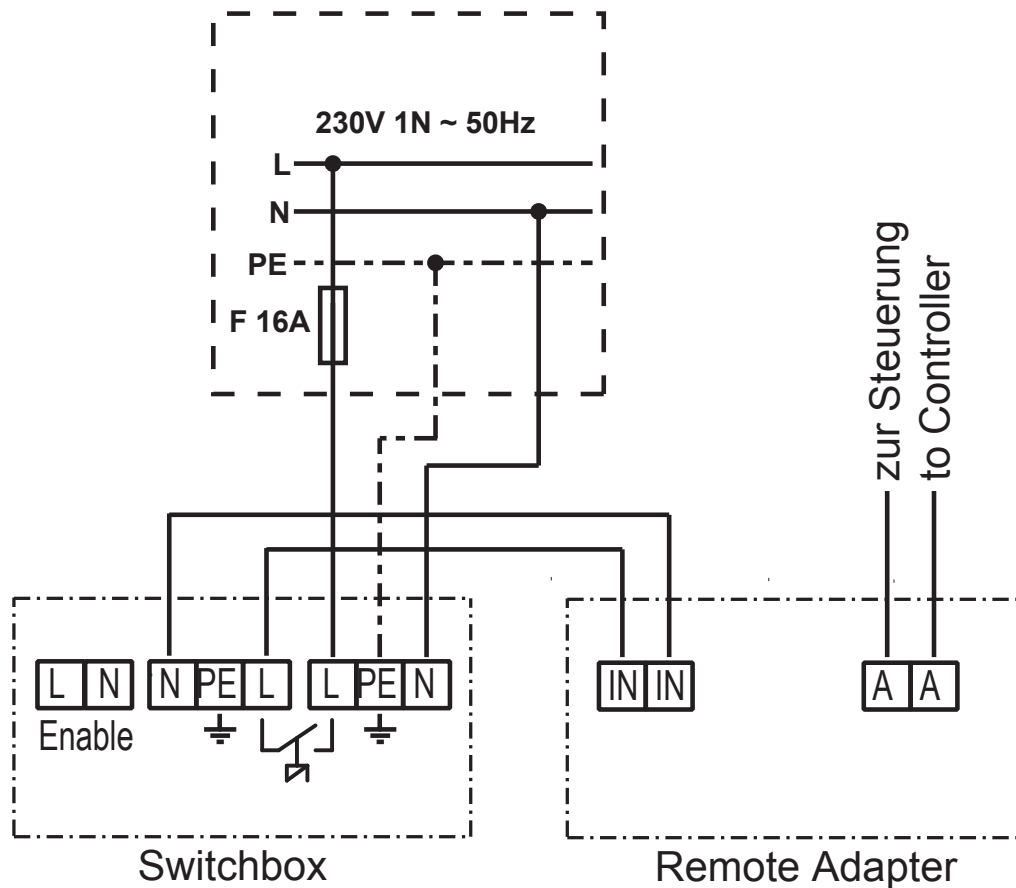 230V 1N ~ 50Hz
L
N
PE
F 16A
zur Steuerung
to Controller
L N N PE L L PE N
Enable
IN IN
A A
Switchbox
Remote Adapter